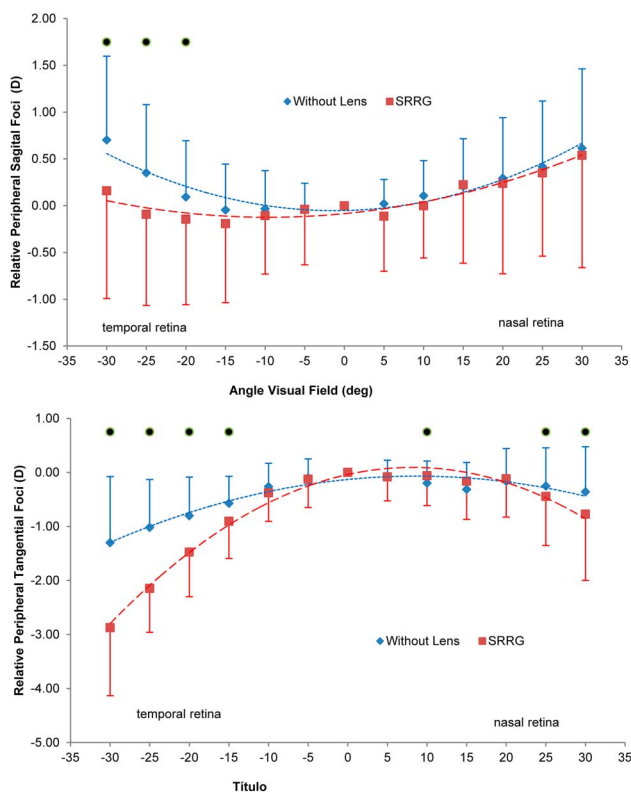 2.00
1.50
1.00
0.50
0.00
-0.50
-1.00
-1.50
Relative Peripheral Sagital Foci (D)
Without Lens SRRG
temporal retina nasal retina
-35 -30 -25 -20 -15 -10 -5 0 5 10 15 20 25 30 35
Angle Visual Field (deg)
1.00
0.00
-1.00
-2.00
-3.00
-4.00
-5.00
Relative Peripheral Tangential Foci (D)
Without Lens SRRG
temporal retina nasal retina
-35 -30 -25 -20 -15 -10 -5 0 5 10 15 20 25 30 35
Título